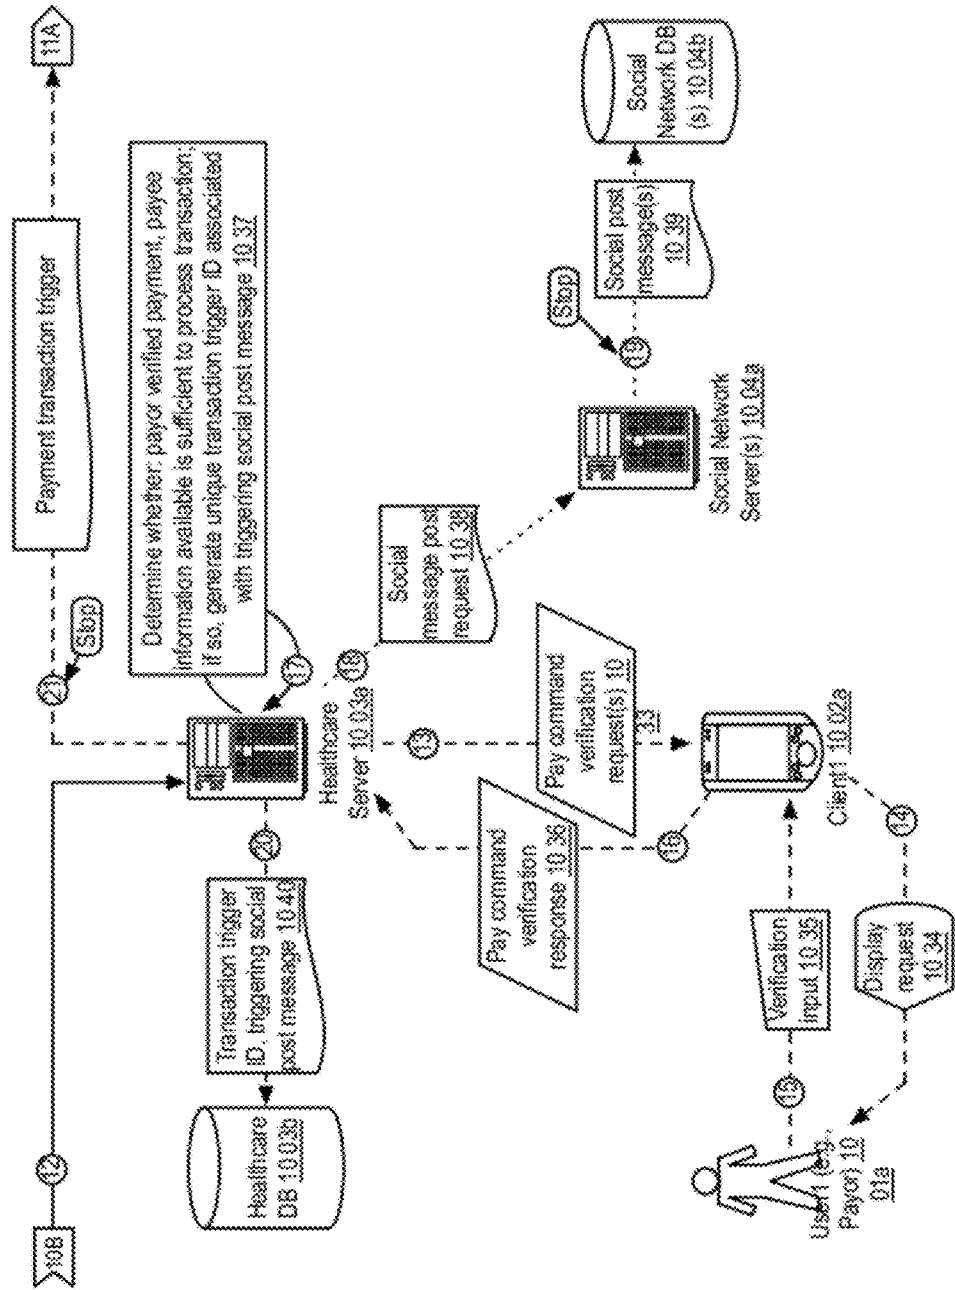 10B
12
11A
Payment transaction trigger
21
Stop
Determine whether: payor verified payment, payee
information available is sufficient to process transaction;
if so, generate unique transaction trigger ID associated
with triggering social post message 10 37
17
Healthcare
Server 10 03a
20
Transaction trigger
ID, triggering social
post message 10 40
Healthcare
DB 10 03b
18
Social
message post
request 10 38
Social Network
Server(s) 10 04a
19
Stop
Social post
message(s)
10 39
Social
Network DB
(s) 10 04b
13
Pay command
verification
request(s) 10
33
Client1 10 02a
14
Display
request
10 34
User1 (e.g.,
Payor) 10
01a
15
Verification
input 10 35
16
Pay command
verification
response 10 36